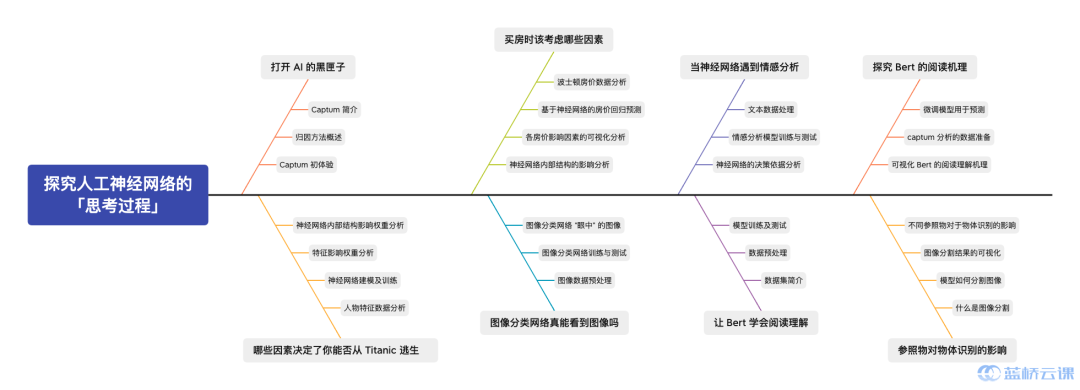 探究人工神经网络的
「思考过程」
打开 AI 的黑匣子
Captum 简介
归因方法概述
Captum 初体验
买房时该考虑哪些因素
波士顿房价数据分析
基于神经网络的房价回归预测
各房价影响因素的可视化分析
神经网络内部结构的影响分析
当神经网络遇到情感分析
文本数据处理
情感分析模型训练与测试
神经网络的决策依据分析
探究 Bert 的阅读机理
微调模型用于预测
captum 分析的数据准备
可视化 Bert 的阅读理解机理
神经网络内部结构影响权重分析
特征影响权重分析
神经网络建模及训练
人物特征数据分析
哪些因素决定了你能否从 Titanic 逃生
图像分类网络 “眼中” 的图像
图像分类网络训练与测试
图像数据预处理
图像分类网络真能看到图像吗
模型训练及测试
数据预处理
数据集简介
让 Bert 学会阅读理解
不同参照物对于物体识别的影响
图像分割结果的可视化
模型如何分割图像
什么是图像分割
参照物对物体识别的影响
蓝桥云课